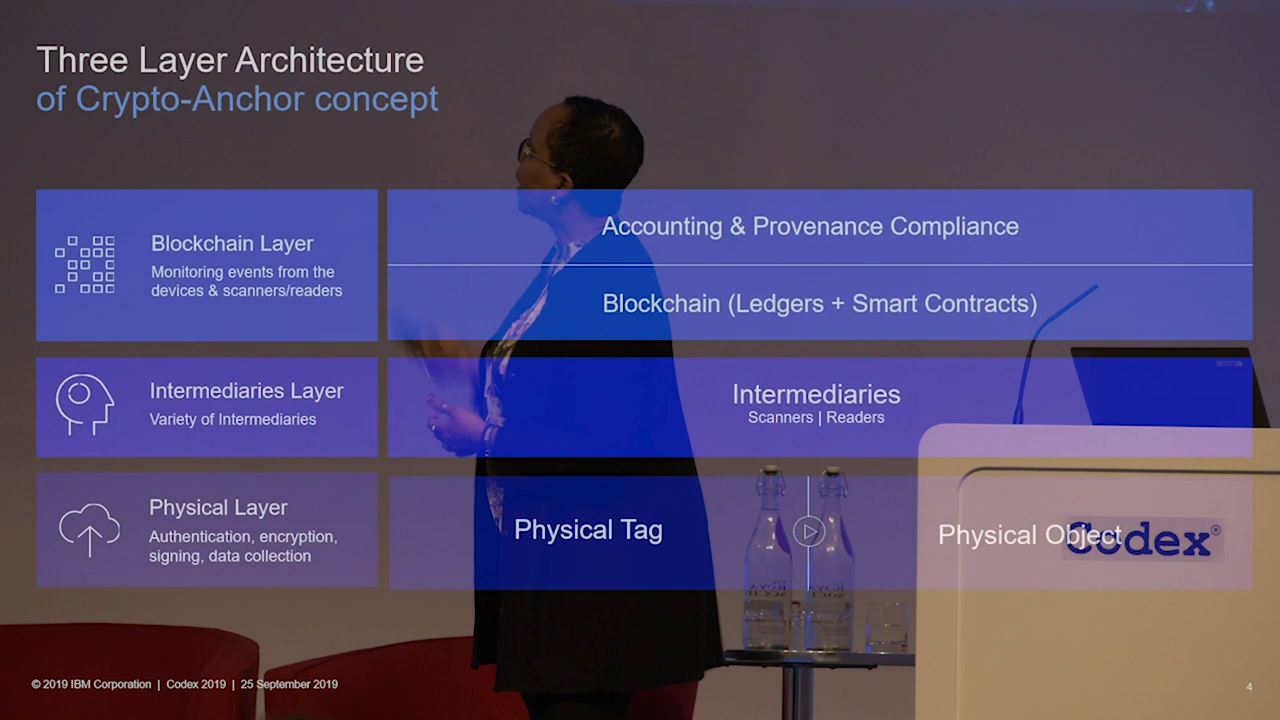 Three Layer Architecture
of Crypto-Anchor concept
Blockchain Layer
Monitoring events from the
devices & scanners/readers
Accounting & Provenance Compliance
Blockchain (Ledgers + Smart Contracts)
Intermediaries Layer
Variety of Intermediaries
Intermediaries
Scanners | Readers
Physical Layer
Authentication, encryption,
signing, data collection
Physical Tag
Physical Object
Codex®
© 2019 IBM Corporation | Codex 2019 | 25 September 2019
4